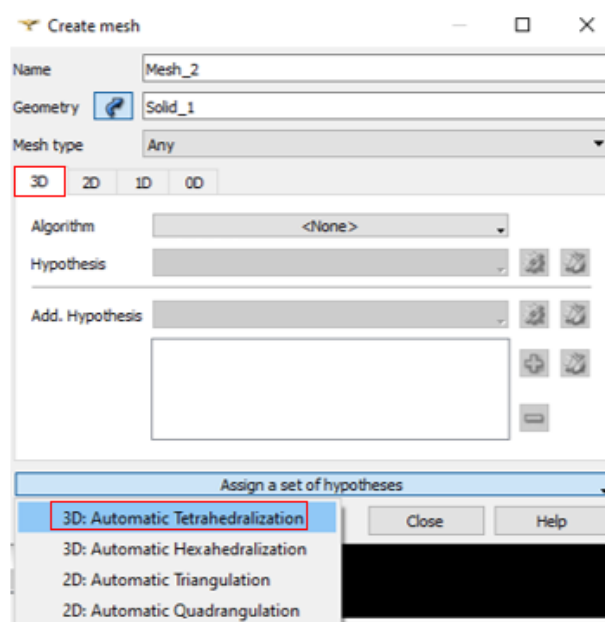 Create mesh
Name Mesh_2
Geometry Solid_1
Mesh type Any
3D 2D 1D 0D
Algorithm <None>
Hypothesis
Add. Hypothesis
Assign a set of hypotheses
3D: Automatic Tetrahedralization
Close Help
3D: Automatic Hexahedralization
2D: Automatic Triangulation
2D: Automatic Quadrangulation